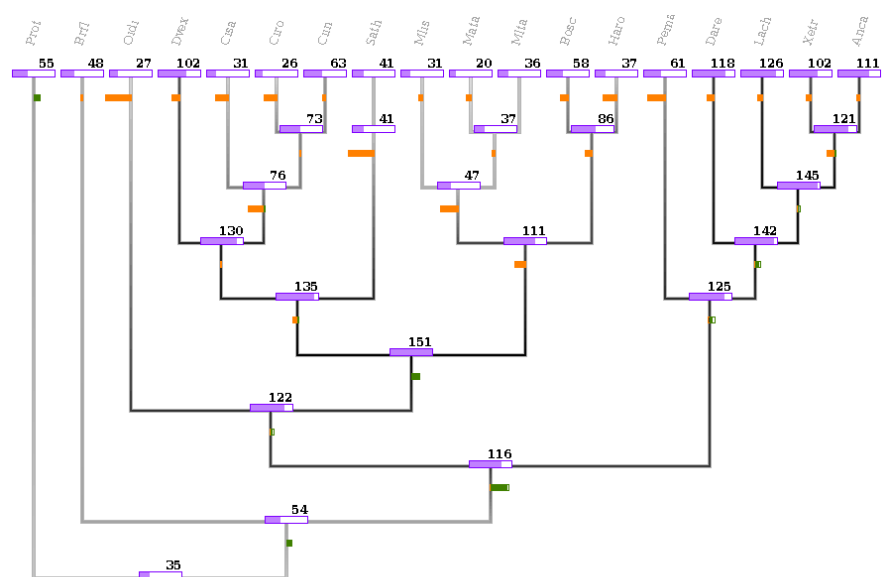 Prot Brfl Oidi Dvex Cisa Ciro Cun Sath Mlis Mata Mlta Bosc Haro Pema Dare Lach Xetr Anca
55 48 27 102 31 26 63 41 31 20 36 58 37 61 118 126 102 111
73 41 37 86 121
76 47 145
130 111 142
135 125
151
122
116
54
35